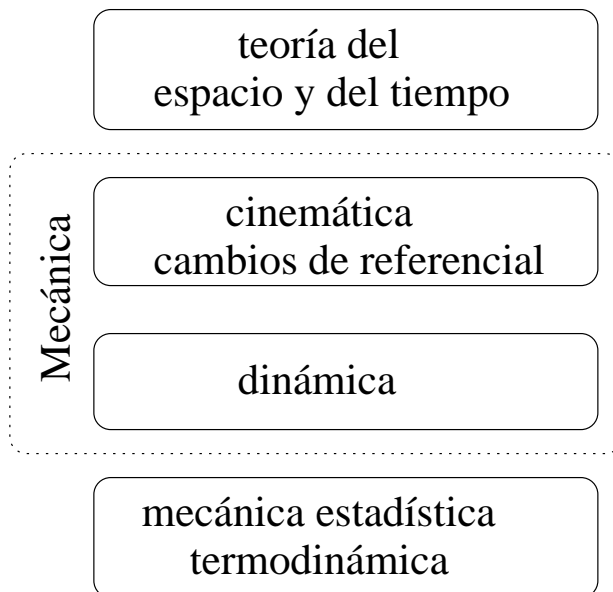 teoría del
espacio y del tiempo
Mecánica
cinemática
cambios de referencial
dinámica
mecánica estadística
termodinámica